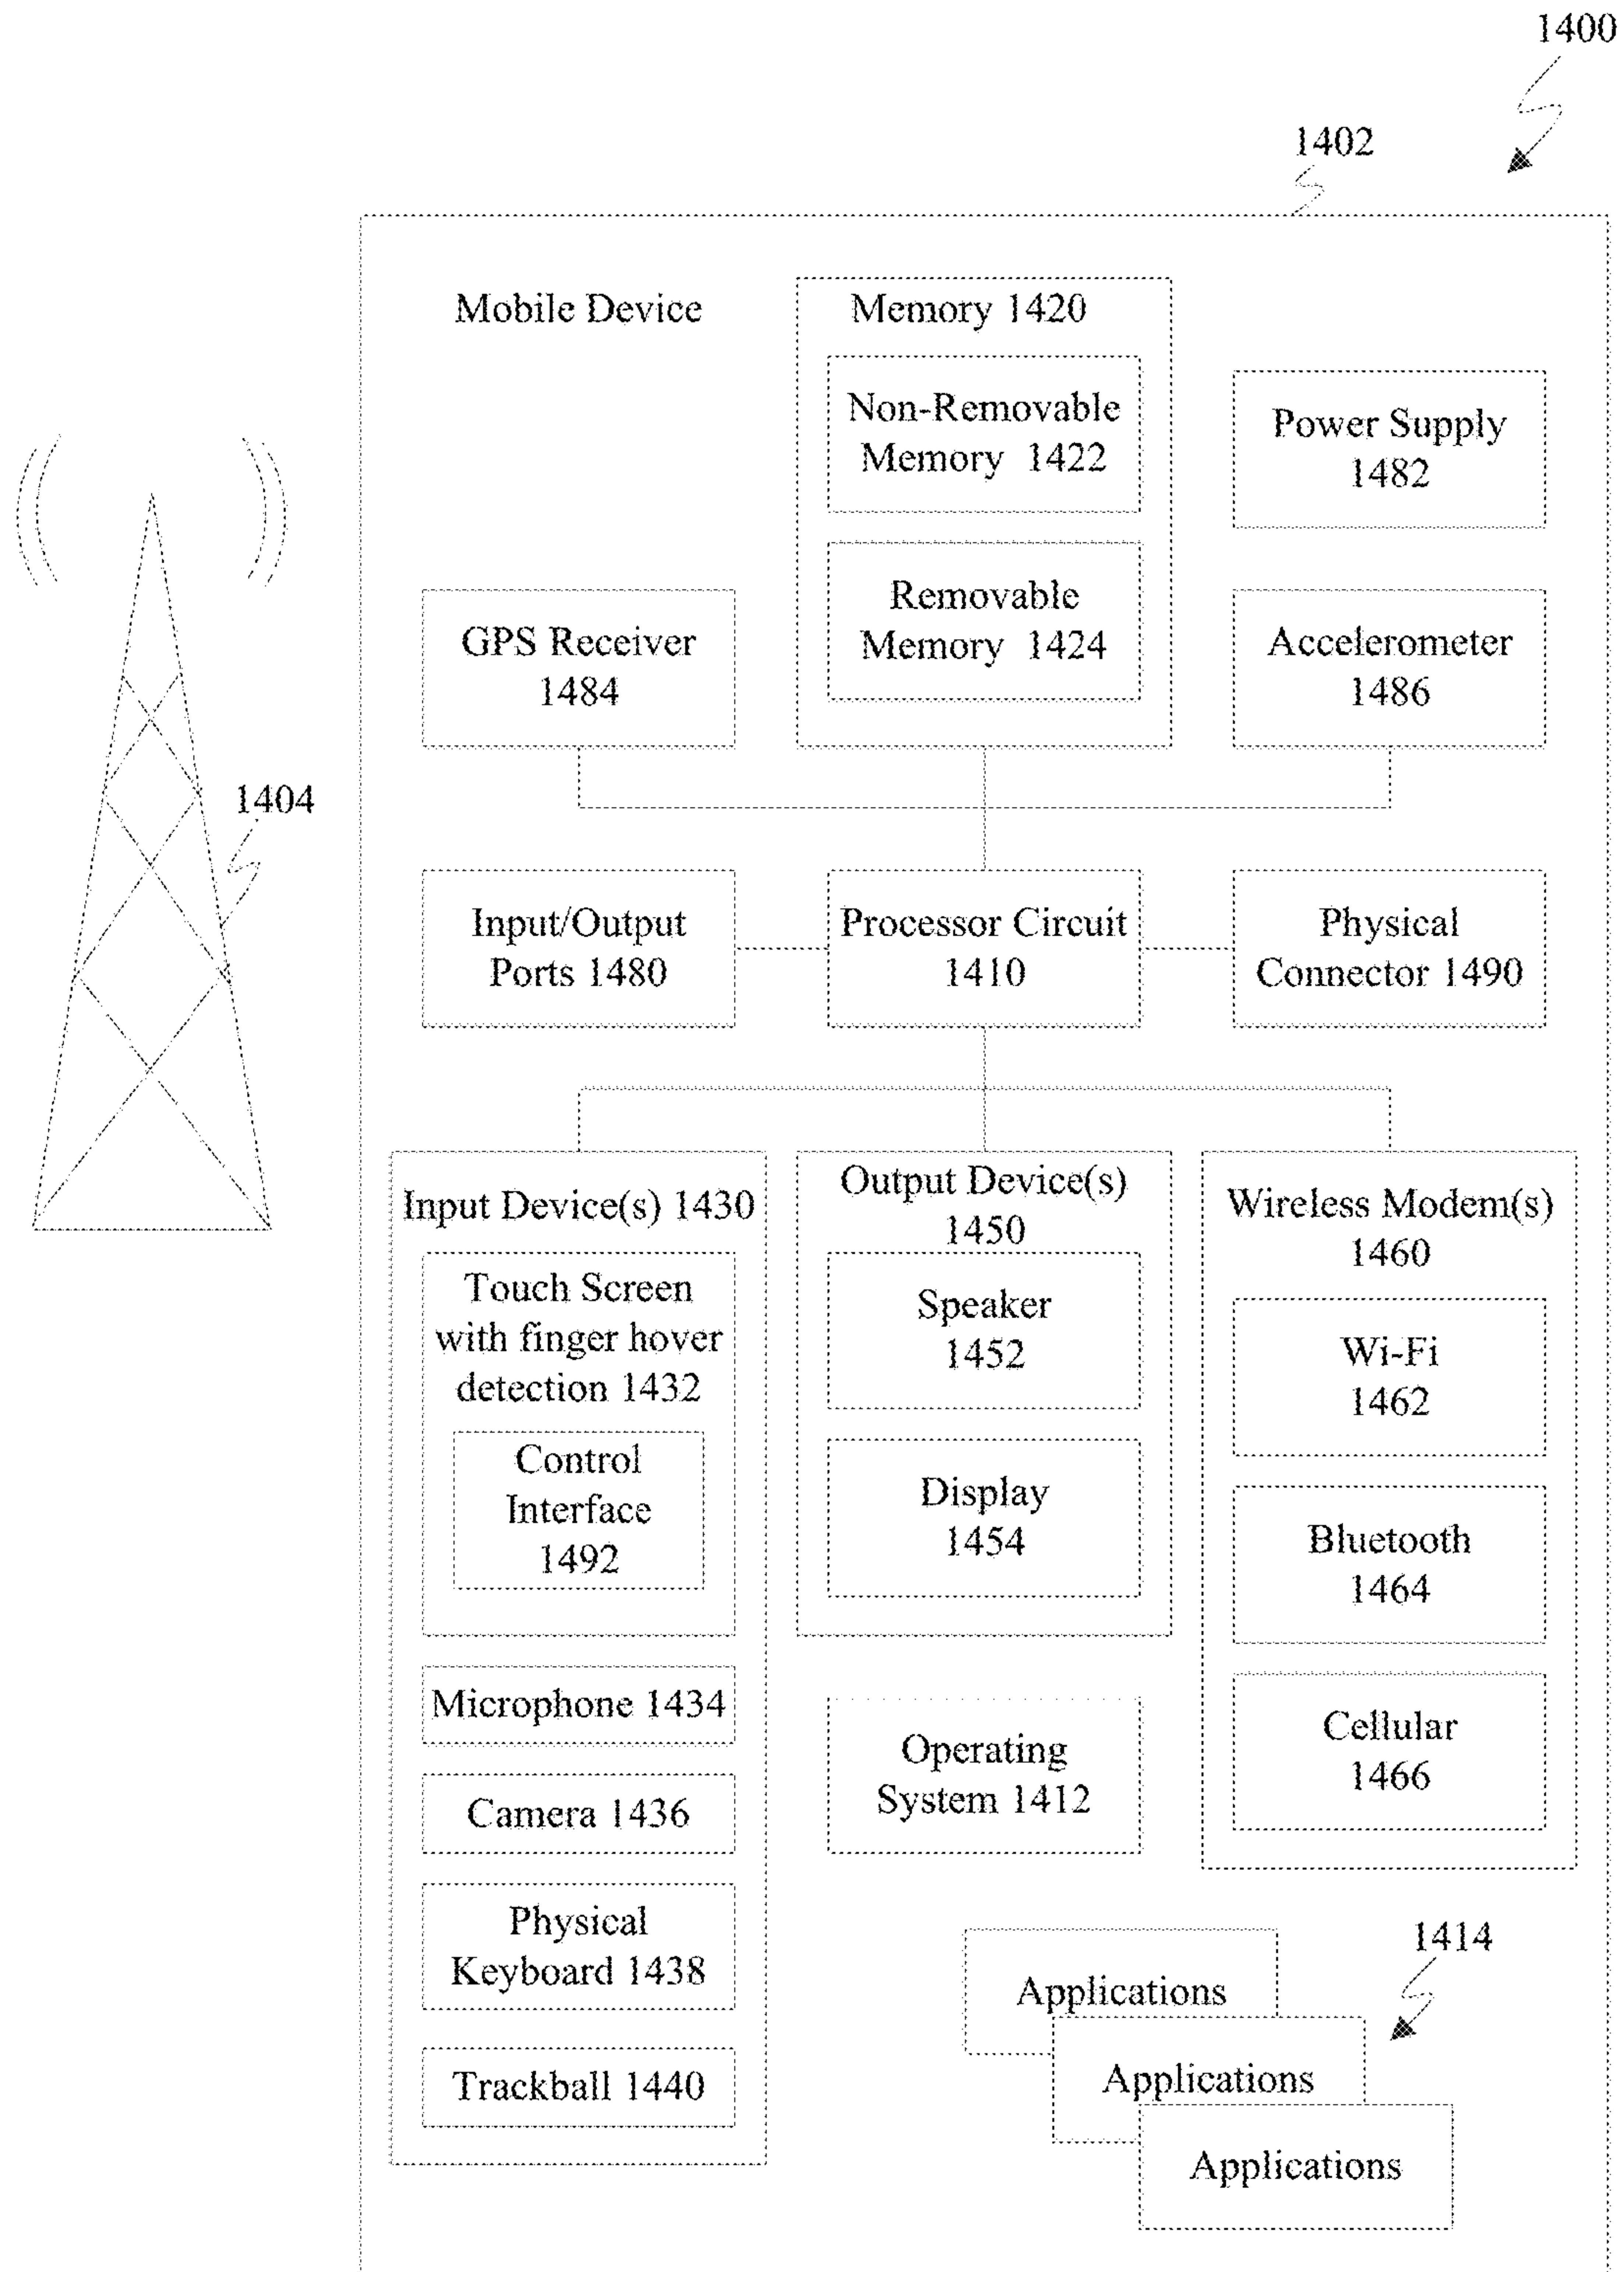 1400
1402
Mobile Device
Memory 1420
Non-Removable
Memory 1422
Power Supply
1482
Removable
Memory 1424
GPS Receiver
1484
Accelerometer
1486
1404
Input/Output
Ports 1480
Processor Circuit
1410
Physical
Connector 1490
Input Device(s) 1430
Touch Screen
with finger hover
detection 1432
Control
Interface
1492
Microphone 1434
Camera 1436
Physical
Keyboard 1438
Trackball 1440
Output Device(s)
1450
Speaker
1452
Display
1454
Operating
System 1412
Wireless Modem(s)
1460
Wi-Fi
1462
Bluetooth
1464
Cellular
1466
1414
Applications
Applications
Applications